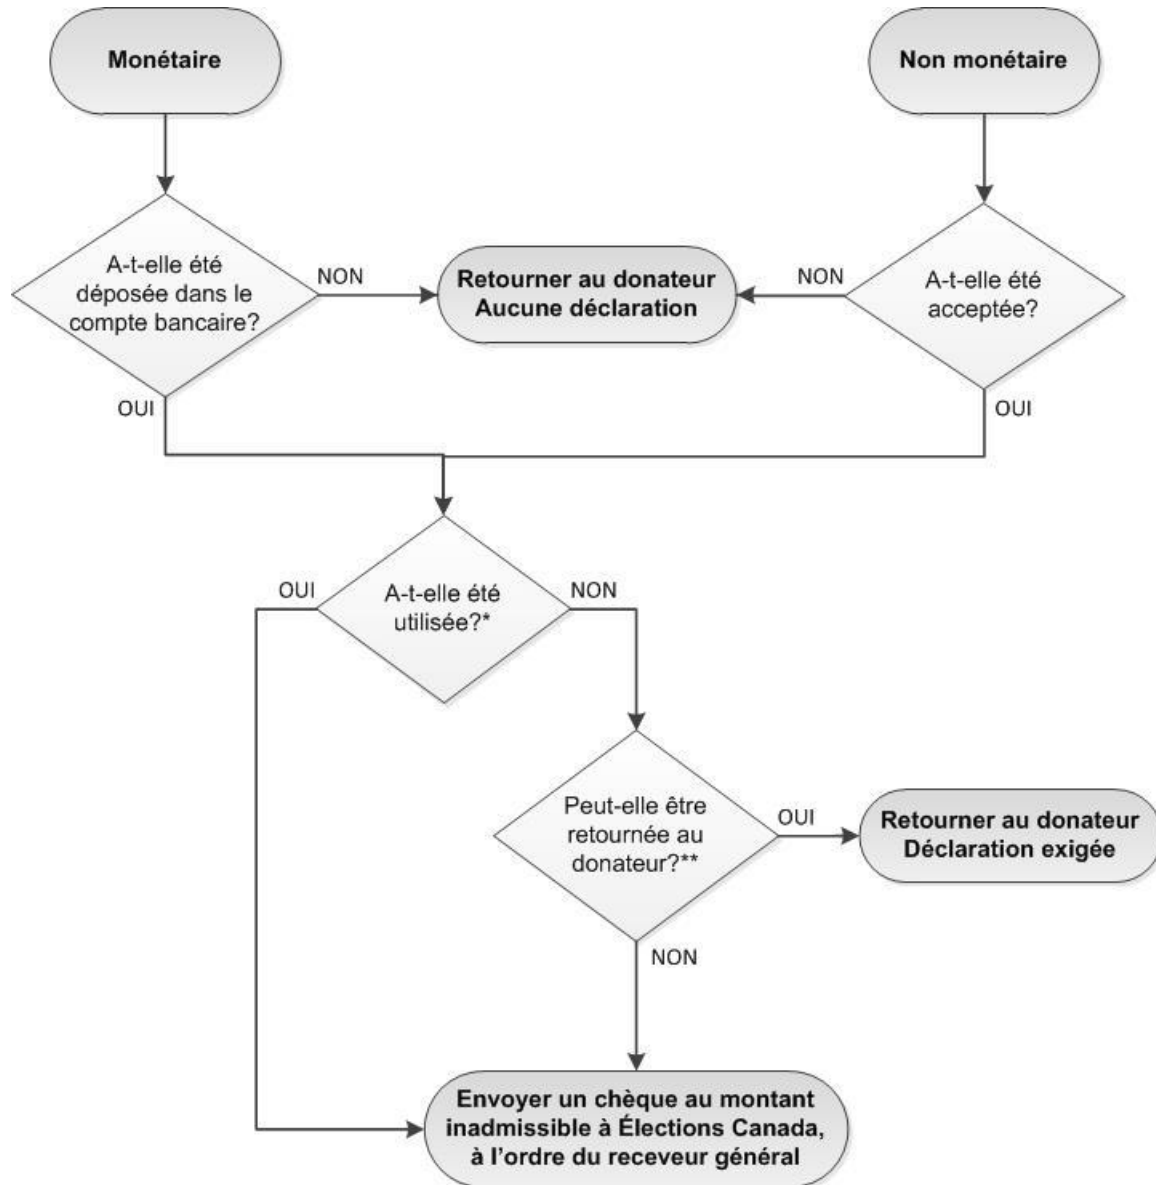 Monétaire
Non monétaire
A-t-elle été
déposée dans le
compte bancaire?
NON
Retourner au donateur
Aucune déclaration
NON
A-t-elle été
acceptée?
OUI
OUI
OUI
A-t-elle été
utilisée?*
NON
Peut-elle être
retournée au
donateur?**
OUI
Retourner au donateur
Déclaration exigée
NON
Envoyer un chèque au montant
inadmissible à Élections Canada,
à l'ordre du receveur général